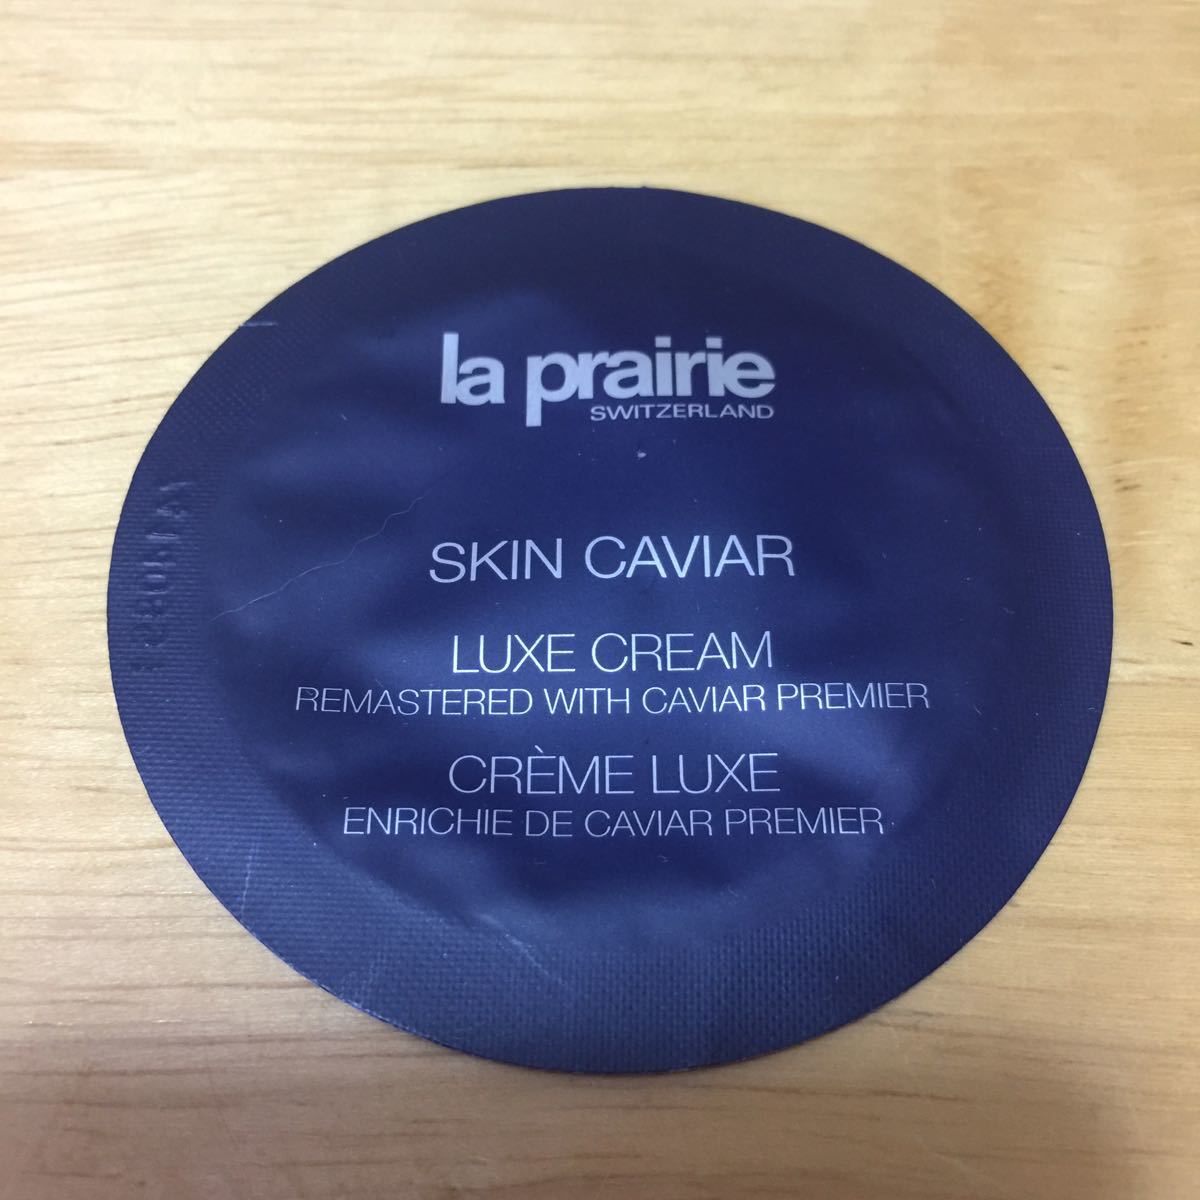 la prairie
SWITZERLAND
SKIN CAVIAR
LUXE CREAM
REMASTERED WITH CAVIAR PREMIER
CRÈME LUXE
ENRICHIE DE CAVIAR PREMIER